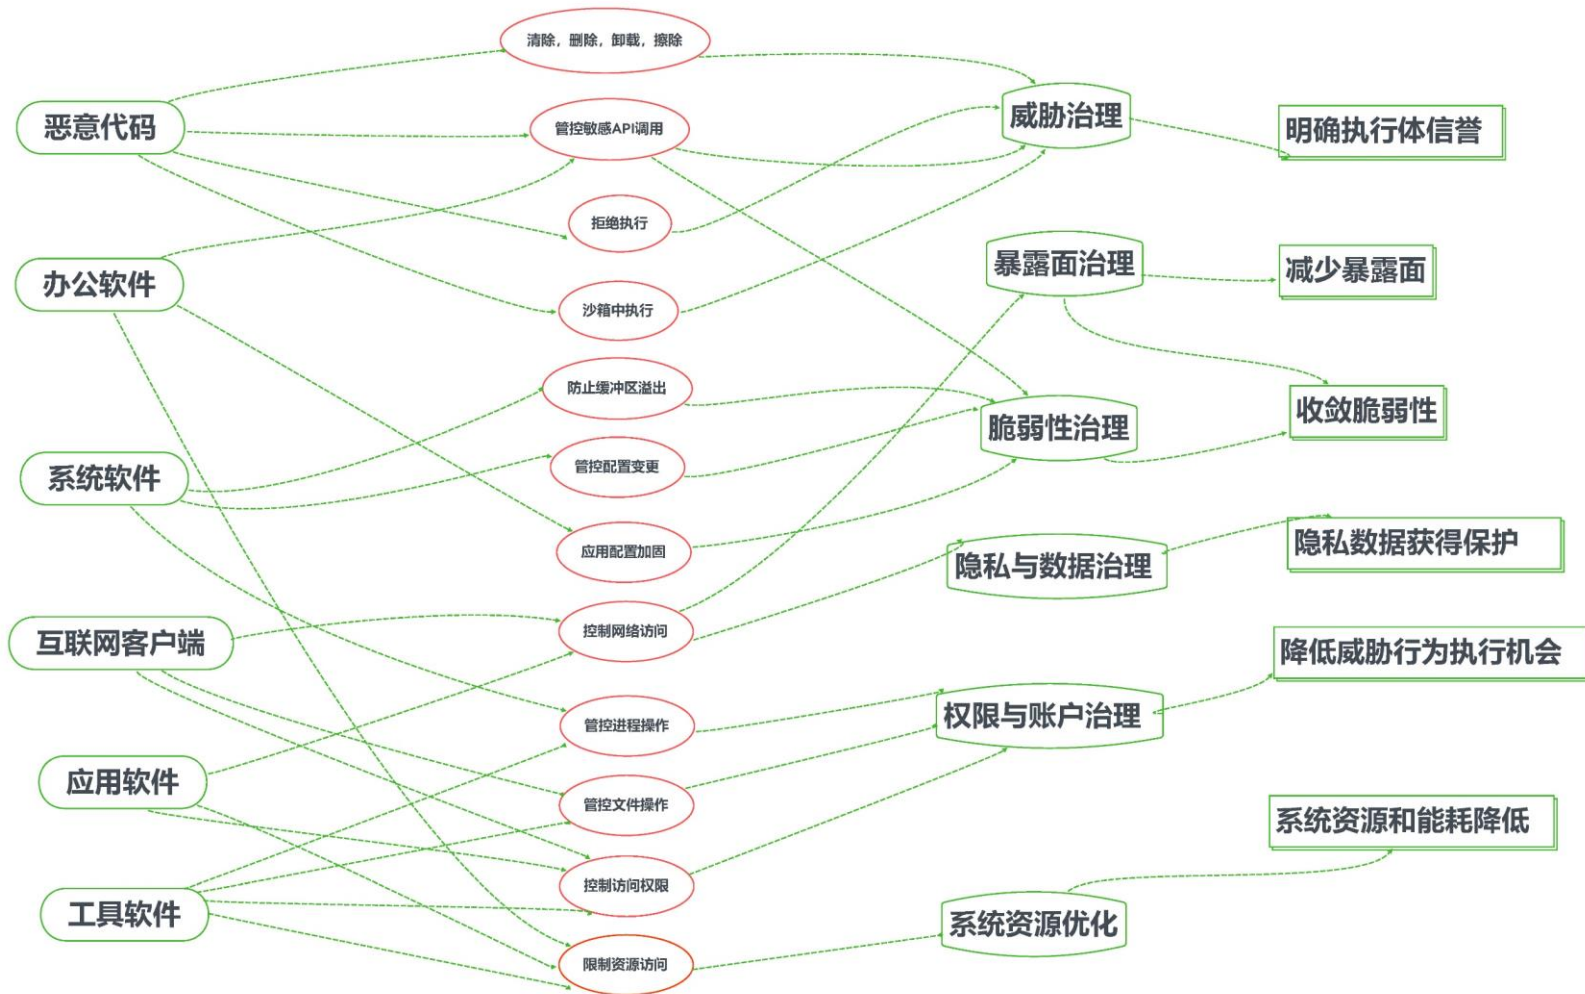 恶意代码
办公软件
系统软件
互联网客户端
应用软件
工具软件
清除，删除，卸载，擦除
管控敏感API调用
拒绝执行
沙箱中执行
防止缓冲区溢出
管控配置变更
应用配置加固
控制网络访问
管控进程操作
管控文件操作
控制访问权限
限制资源访问
威胁治理
暴露面治理
脆弱性治理
隐私与数据治理
权限与账户治理
系统资源优化
明确执行体信誉
减少暴露面
收敛脆弱性
隐私数据获得保护
降低威胁行为执行机会
系统资源和能耗降低